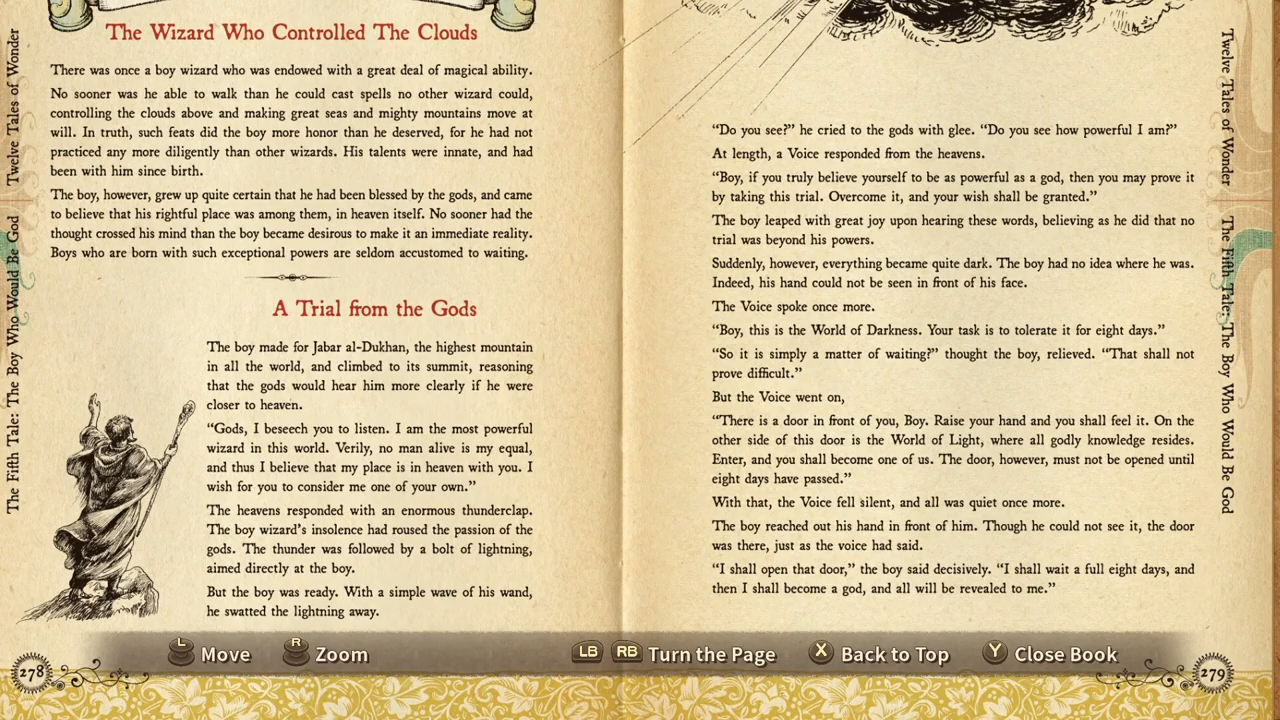 The Wizard Who Controlled The Clouds
There was once a boy wizard who was endowed with a great deal of magical ability.
No sooner was he able to walk than he could cast spells no other wizard could,
controlling the clouds above and making great seas and mighty mountains move at
will. In truth, such feats did the boy more honor than he deserved, for he had not
practiced any more diligently than other wizards. His talents were innate, and had
been with him since birth.
The boy, however, grew up quite certain that he had been blessed by the gods, and came
to believe that his rightful place was among them, in heaven itself. No sooner had the
thought crossed his mind than the boy became desirous to make it an immediate reality.
Boys who are born with such exceptional powers are seldom accustomed to waiting.
A Trial from the Gods
The boy made for Jabar al-Dukhan, the highest mountain
in all the world, and climbed to its summit, reasoning
that the gods would hear him more clearly if he were
closer to heaven.
“Gods, I beseech you to listen. I am the most powerful
wizard in this world. Verily, no man alive is my equal,
and thus I believe that my place is in heaven with you. I
wish for you to consider me one of your own.”
The heavens responded with an enormous thunderclap.
The boy wizard’s insolence had roused the passion of the
gods. The thunder was followed by a bolt of lightning,
aimed directly at the boy.
But the boy was ready. With a simple wave of his wand,
he swatted the lightning away.
Twelve Tales of Wonder
The Fifth Tale: The Boy Who Would Be God
278
“Do you see?” he cried to the gods with glee. “Do you see how powerful I am?”
At length, a Voice responded from the heavens.
“Boy, if you truly believe yourself to be as powerful as a god, then you may prove it
by taking this trial. Overcome it, and your wish shall be granted.”
The boy leaped with great joy upon hearing these words, believing as he did that no
trial was beyond his powers.
Suddenly, however, everything became quite dark. The boy had no idea where he was.
Indeed, his hand could not be seen in front of his face.
The Voice spoke once more.
“Boy, this is the World of Darkness. Your task is to tolerate it for eight days.”
“So it is simply a matter of waiting?” thought the boy, relieved. “That shall not
prove difficult.”
But the Voice went on,
“There is a door in front of you, Boy. Raise your hand and you shall feel it. On the
other side of this door is the World of Light, where all godly knowledge resides.
Enter, and you shall become one of us. The door, however, must not be opened until
eight days have passed.”
With that, the Voice fell silent, and all was quiet once more.
The boy reached out his hand in front of him. Though he could not see it, the door
was there, just as the voice had said.
“I shall open that door,” the boy said decisively. “I shall wait a full eight days, and
then I shall become a god, and all will be revealed to me.”
Twelve Tales of Wonder
The Fifth Tale: The Boy Who Would Be God
279
L Move R Zoom LB RB Turn the Page X Back to Top Y Close Book